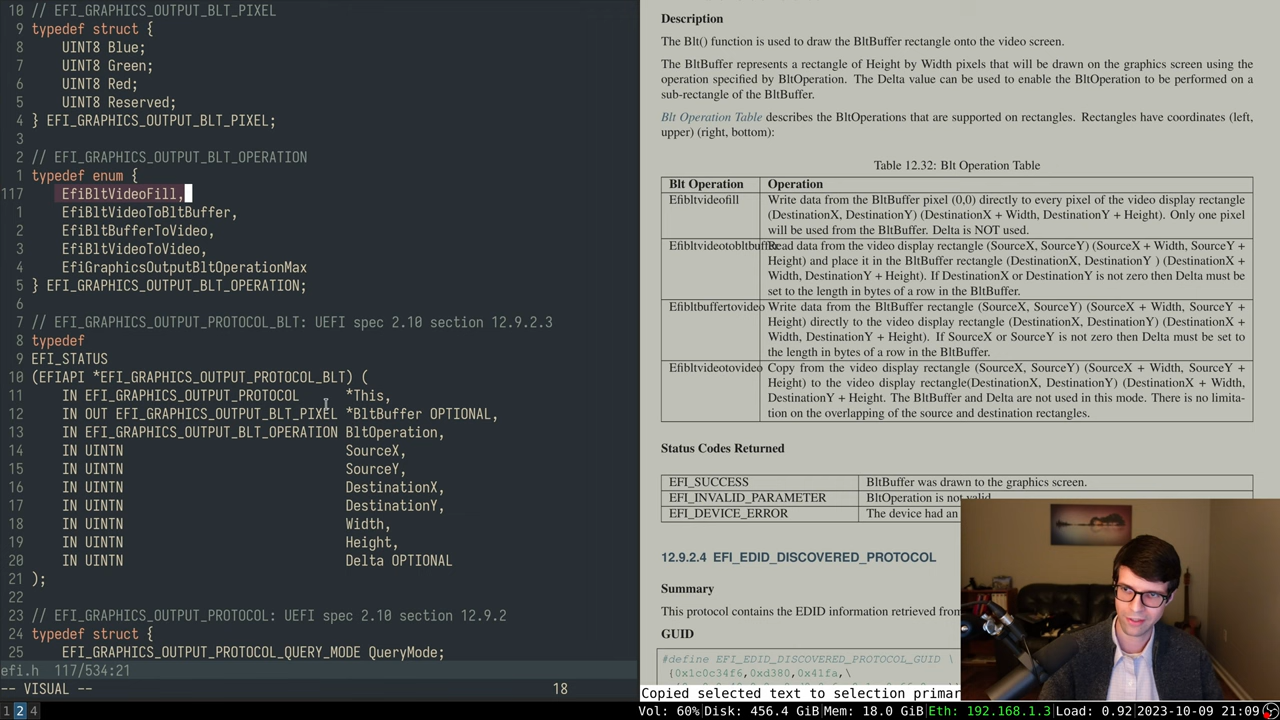 10 // EFI_GRAPHICS_OUTPUT_BLT_PIXEL
9 typedef struct {
8     UINT8 Blue;
7     UINT8 Green;
6     UINT8 Red;
5     UINT8 Reserved;
4 } EFI_GRAPHICS_OUTPUT_BLT_PIXEL;
3
2 // EFI_GRAPHICS_OUTPUT_BLT_OPERATION
1 typedef enum {
117     EfiBltVideoFill,
1     EfiBltVideoToBltBuffer,
2     EfiBltBufferToVideo,
3     EfiBltVideoToVideo,
4     EfiGraphicsOutputBltOperationMax
5 } EFI_GRAPHICS_OUTPUT_BLT_OPERATION;
6
7 // EFI_GRAPHICS_OUTPUT_PROTOCOL_BLT: UEFI spec 2.10 section 12.9.2.3
8 typedef
9 EFI_STATUS
10 (EFIAPI *EFI_GRAPHICS_OUTPUT_PROTOCOL_BLT) (
11     IN EFI_GRAPHICS_OUTPUT_PROTOCOL      *This,
12     IN OUT EFI_GRAPHICS_OUTPUT_BLT_PIXEL *BltBuffer OPTIONAL,
13     IN EFI_GRAPHICS_OUTPUT_BLT_OPERATION BltOperation,
14     IN UINTN                             SourceX,
15     IN UINTN                             SourceY,
16     IN UINTN                             DestinationX,
17     IN UINTN                             DestinationY,
18     IN UINTN                             Width,
19     IN UINTN                             Height,
20     IN UINTN                             Delta OPTIONAL
21 );
22
23 // EFI_GRAPHICS_OUTPUT_PROTOCOL: UEFI spec 2.10 section 12.9.2
24 typedef struct {
25     EFI_GRAPHICS_OUTPUT_PROTOCOL_QUERY_MODE QueryMode;
efi.h  117/534:21
-- VISUAL -- 18
Description
The Blt() function is used to draw the BltBuffer rectangle onto the video screen.
The BltBuffer represents a rectangle of Height by Width pixels that will be drawn on the graphics screen using the
operation specified by BltOperation. The Delta value can be used to enable the BltOperation to be performed on a
sub-rectangle of the BltBuffer.
Blt Operation Table describes the BltOperations that are supported on rectangles. Rectangles have coordinates (left,
upper) (right, bottom):
Table 12.32: Blt Operation Table
Blt Operation Operation
Efibltvideofill Write data from the BltBuffer pixel (0,0) directly to every pixel of the video display rectangle
(DestinationX, DestinationY) (DestinationX + Width, DestinationY + Height). Only one pixel
will be used from the BltBuffer. Delta is NOT used.
Efibltvideotobltbuffer Read data from the video display rectangle (SourceX, SourceY) (SourceX + Width, SourceY +
Height) and place it in the BltBuffer rectangle (DestinationX, DestinationY ) (DestinationX +
Width, DestinationY + Height). If DestinationX or DestinationY is not zero then Delta must be
set to the length in bytes of a row in the BltBuffer.
Efibltbuffertovideo Write data from the BltBuffer rectangle (SourceX, SourceY) (SourceX + Width, SourceY +
Height) directly to the video display rectangle (DestinationX, DestinationY) (DestinationX +
Width, DestinationY + Height). If SourceX or SourceY is not zero then Delta must be set to
the length in bytes of a row in the BltBuffer.
Efibltvideotovideo Copy from the video display rectangle (SourceX, SourceY) (SourceX + Width, SourceY +
Height) to the video display rectangle(DestinationX, DestinationY) (DestinationX + Width,
DestinationY + Height. The BltBuffer and Delta are not used in this mode. There is no limita-
tion on the overlapping of the source and destination rectangles.
Status Codes Returned
EFI_SUCCESS BltBuffer was drawn to the graphics screen.
EFI_INVALID_PARAMETER BltOperation is not valid.
EFI_DEVICE_ERROR The device had an
12.9.2.4 EFI_EDID_DISCOVERED_PROTOCOL
Summary
This protocol contains the EDID information retrieved from
GUID
#define EFI_EDID_DISCOVERED_PROTOCOL_GUID \
{0x1c0c34f6,0xd380,0x41fa,\
Copied selected text to selection primar
1 2 4 Vol: 60%|Disk: 456.4 GiB|Mem: 18.0 GiB|Eth: 192.168.1.3|Load: 0.92 2023-10-09 21:09